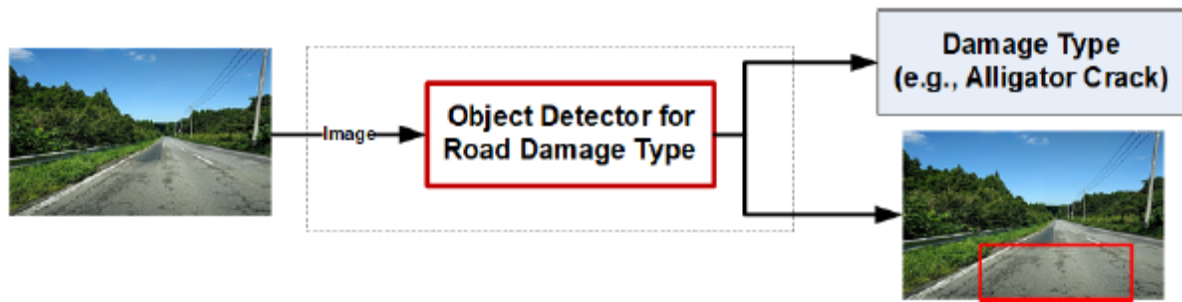 Image
Object Detector for
Road Damage Type
Damage Type
(e.g., Alligator Crack)